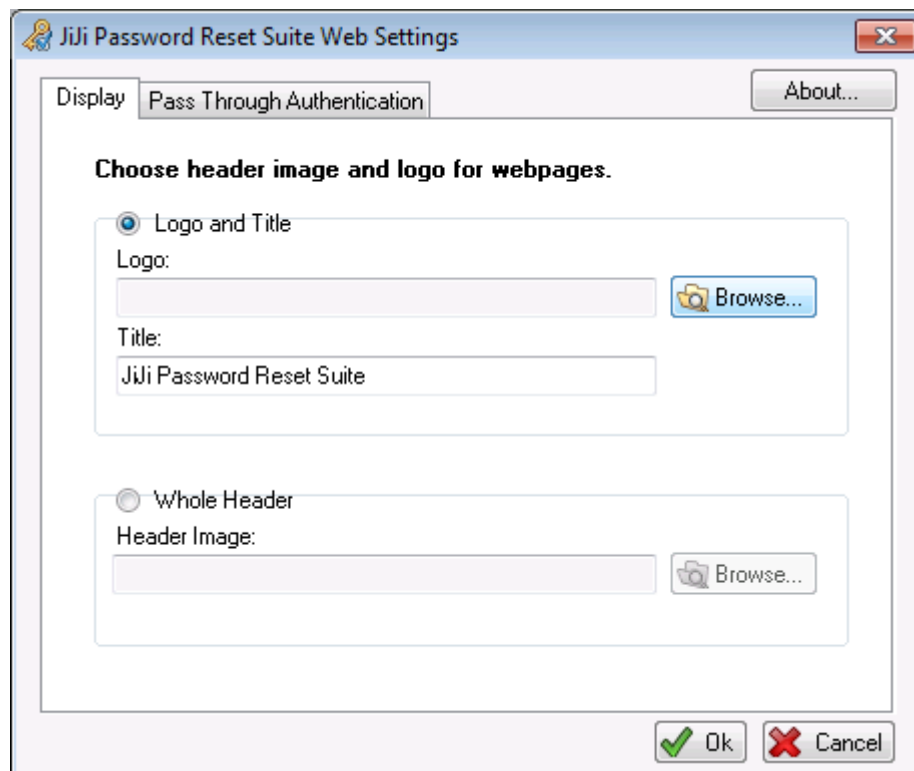 JiJi Password Reset Suite Web Settings
Display
Pass Through Authentication
About...
Choose header image and logo for webpages.
Logo and Title
Logo:
Browse...
Title:
JiJi Password Reset Suite
Whole Header
Header Image:
Browse...
Ok
Cancel